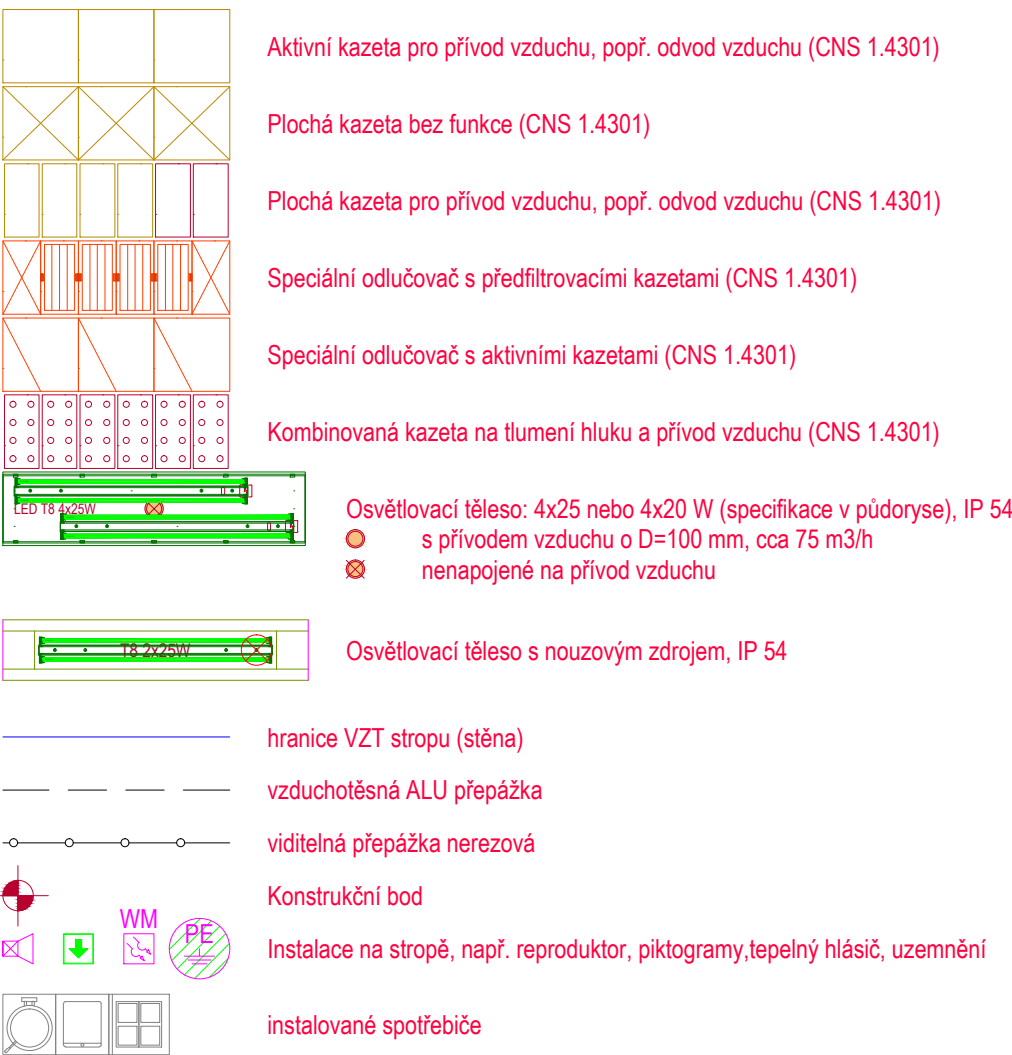 Aktivní kazeta pro přívod vzduchu, popř. odvod vzduchu (CNS 1.4301)
Plochá kazeta bez funkce (CNS 1.4301)
Plochá kazeta pro přívod vzduchu, popř. odvod vzduchu (CNS 1.4301)
Speciální odlučovač s předfiltrovacími kazetami (CNS 1.4301)
Speciální odlučovač s aktivními kazetami (CNS 1.4301)
Kombinovaná kazeta na tlumení hluku a přívod vzduchu (CNS 1.4301)
LED T8 4x25W
Osvětlovací těleso: 4x25 nebo 4x20 W (specifikace v půdoryse), IP 54
s přívodem vzduchu o D=100 mm, cca 75 m3/h
nenapojené na přívod vzduchu
T8 2x25W
Osvětlovací těleso s nouzovým zdrojem, IP 54
hranice VZT stropu (stěna)
vzduchotěsná ALU přepážka
viditelná přepážka nerezová
Konstrukční bod
WM
PE
Instalace na stropě, např. reproduktor, piktogramy,tepelný hlásič, uzemnění
instalované spotřebiče